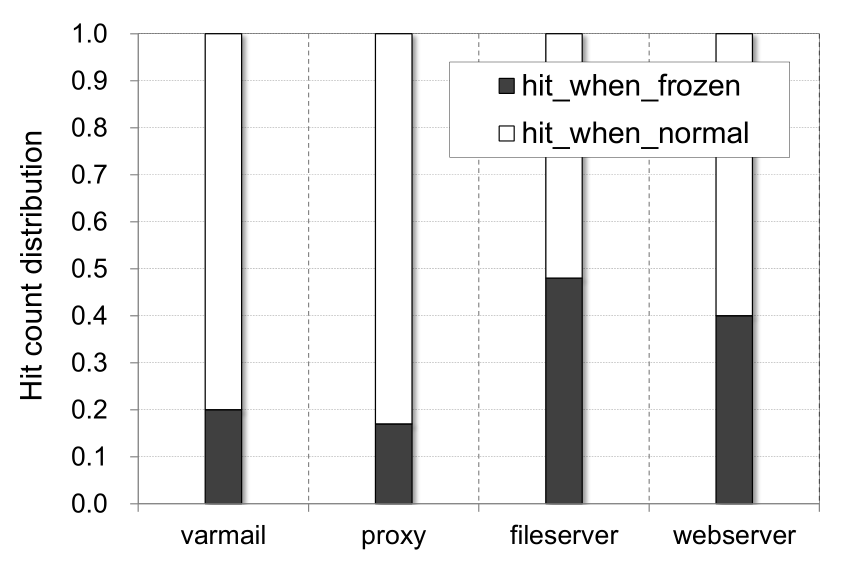 Hit count distribution
1.0
0.9
0.8
0.7
0.6
0.5
0.4
0.3
0.2
0.1
0.0
hit_when_frozen
hit_when_normal
varmail proxy fileserver webserver